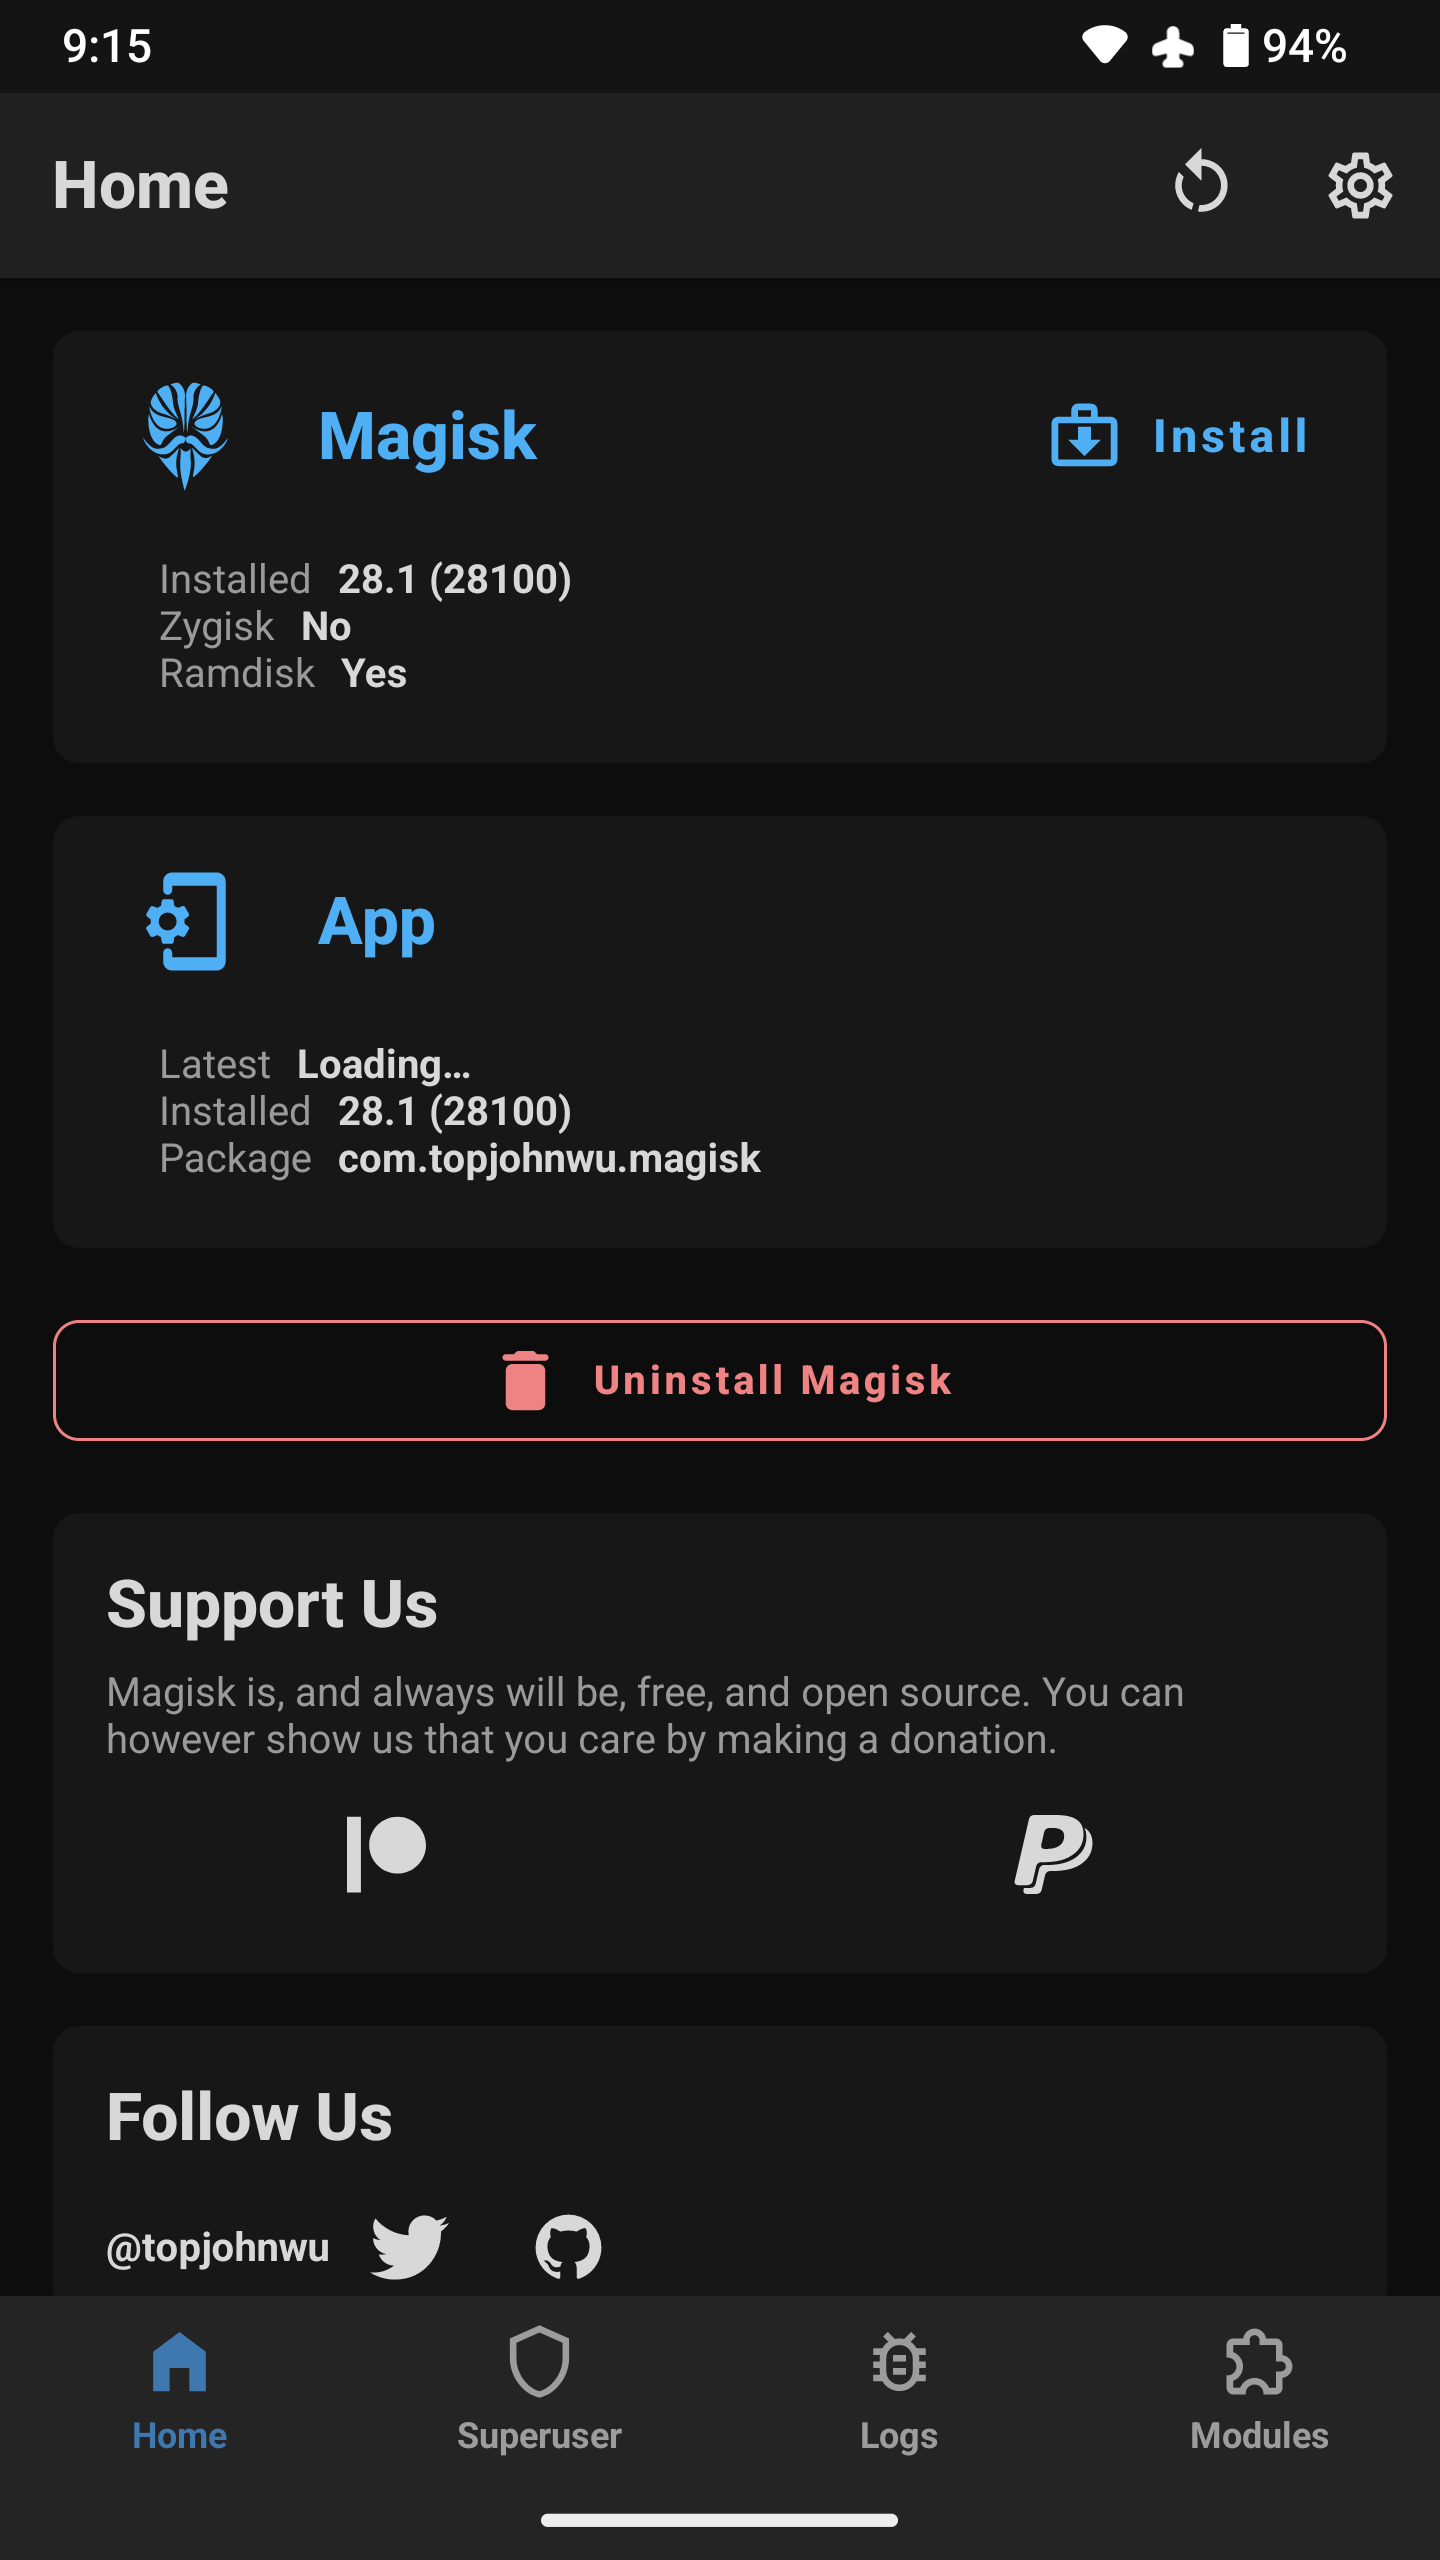 9:15 94%
Home
Magisk Install
Installed 28.1 (28100)
Zygisk No
Ramdisk Yes
App
Latest Loading…
Installed 28.1 (28100)
Package com.topjohnwu.magisk
Uninstall Magisk
Support Us
Magisk is, and always will be, free, and open source. You can
however show us that you care by making a donation.
Follow Us
@topjohnwu
Home Superuser Logs Modules